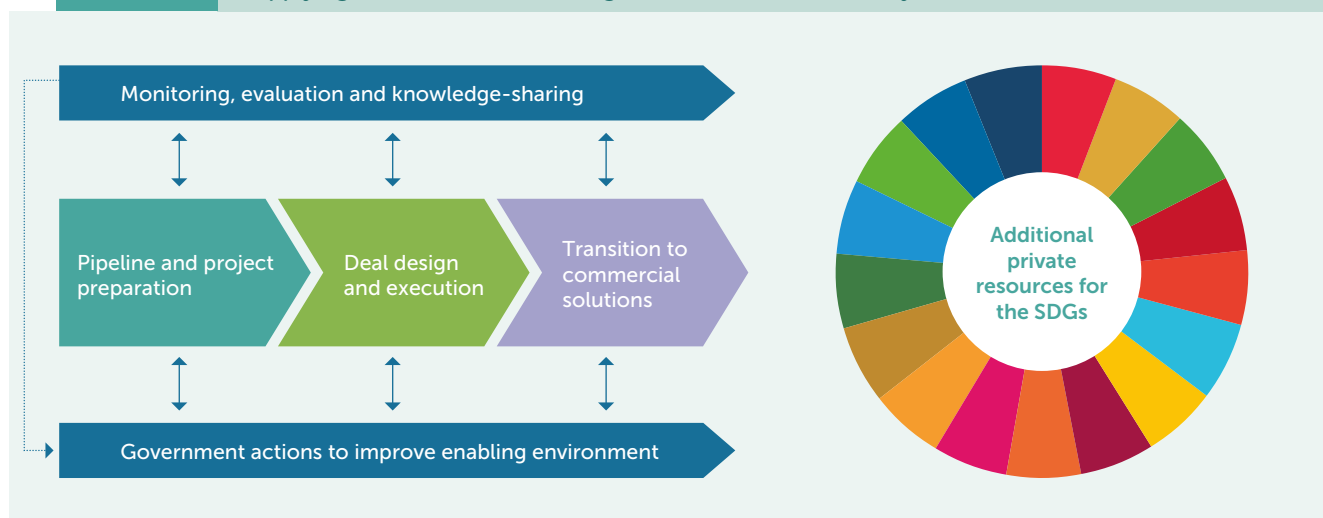 Monitoring, evaluation and knowledge-sharing
Pipeline and project
preparation
Deal design
and execution
Transition to
commercial
solutions
Government actions to improve enabling environment
Additional
private
resources for
the SDGs